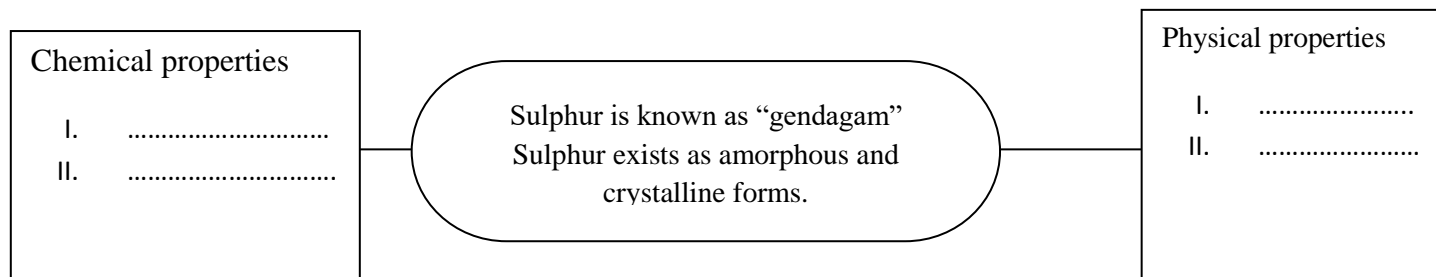 Chemical properties
I. ................................
II. .................................
Sulphur is known as “gendagam”
Sulphur exists as amorphous and
crystalline forms.
Physical properties
I. .........................
II. ..........................